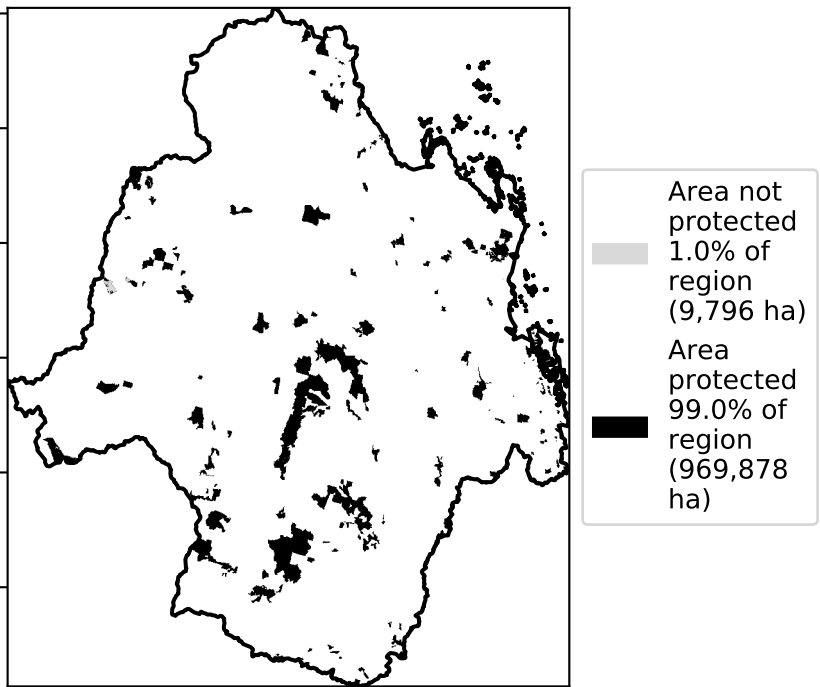 Area not
protected
1.0% of
region
(9,796 ha)
Area
protected
99.0% of
region
(969,878
ha)